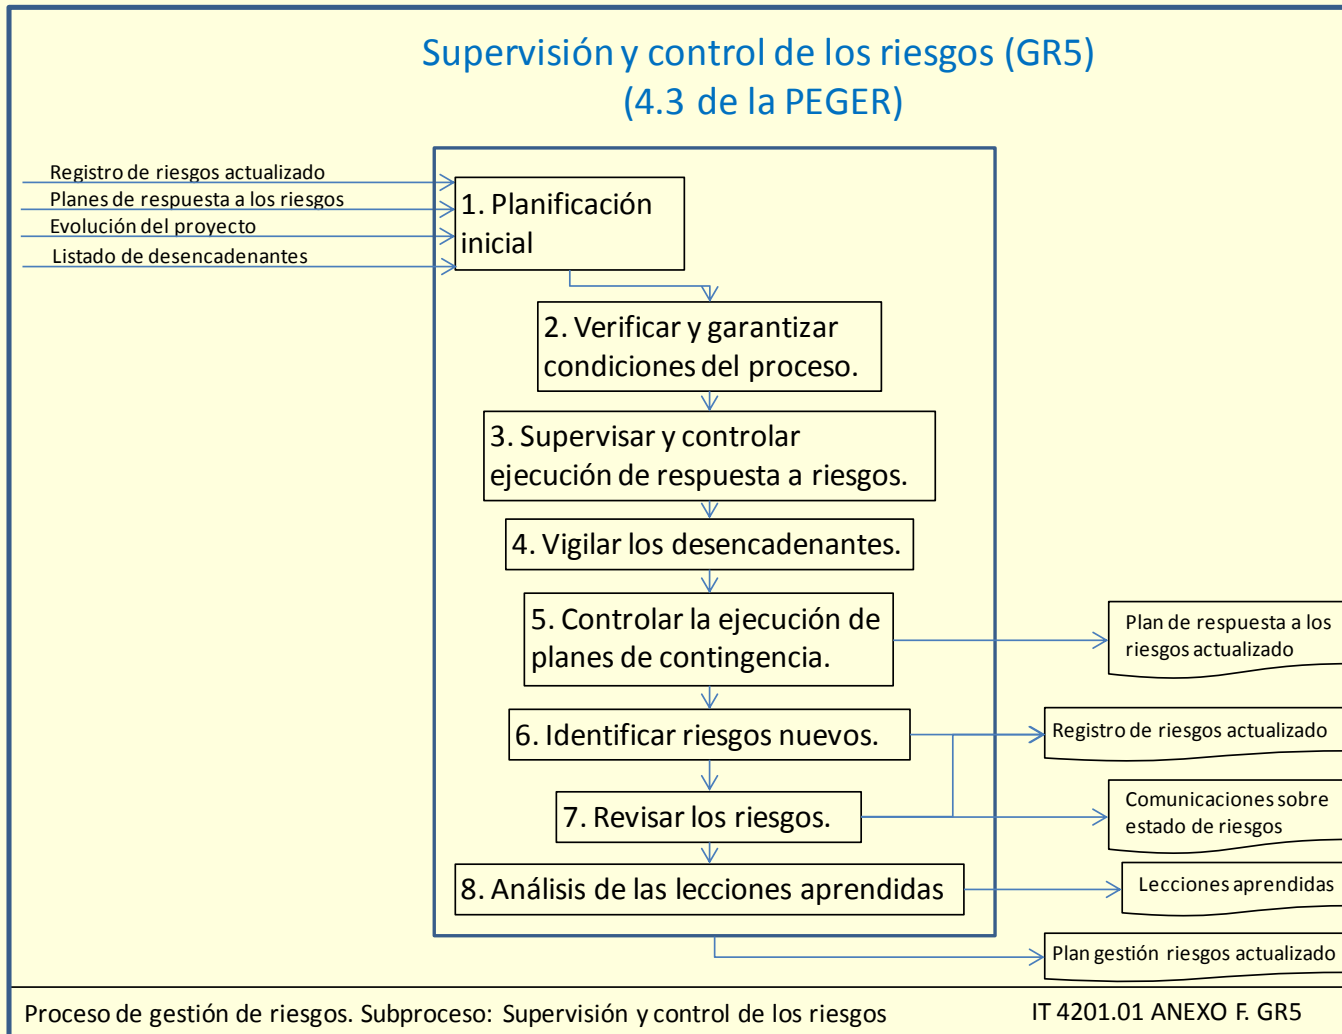 Supervisión y control de los riesgos (GR5)
(4.3 de la PEGER)
Registro de riesgos actualizado
Planes de respuesta a los riesgos
Evolución del proyecto
Listado de desencadenantes
1. Planificación
inicial
2. Verificar y garantizar
condiciones del proceso.
3. Supervisar y controlar
ejecución de respuesta a riesgos.
4. Vigilar los desencadenantes.
5. Controlar la ejecución de
planes de contingencia.
Plan de respuesta a los
riesgos actualizado
6. Identificar riesgos nuevos.
Registro de riesgos actualizado
7. Revisar los riesgos.
Comunicaciones sobre
estado de riesgos
8. Análisis de las lecciones aprendidas
Lecciones aprendidas
Plan gestión riesgos actualizado
Proceso de gestión de riesgos. Subproceso: Supervisión y control de los riesgos
IT 4201.01 ANEXO F. GR5